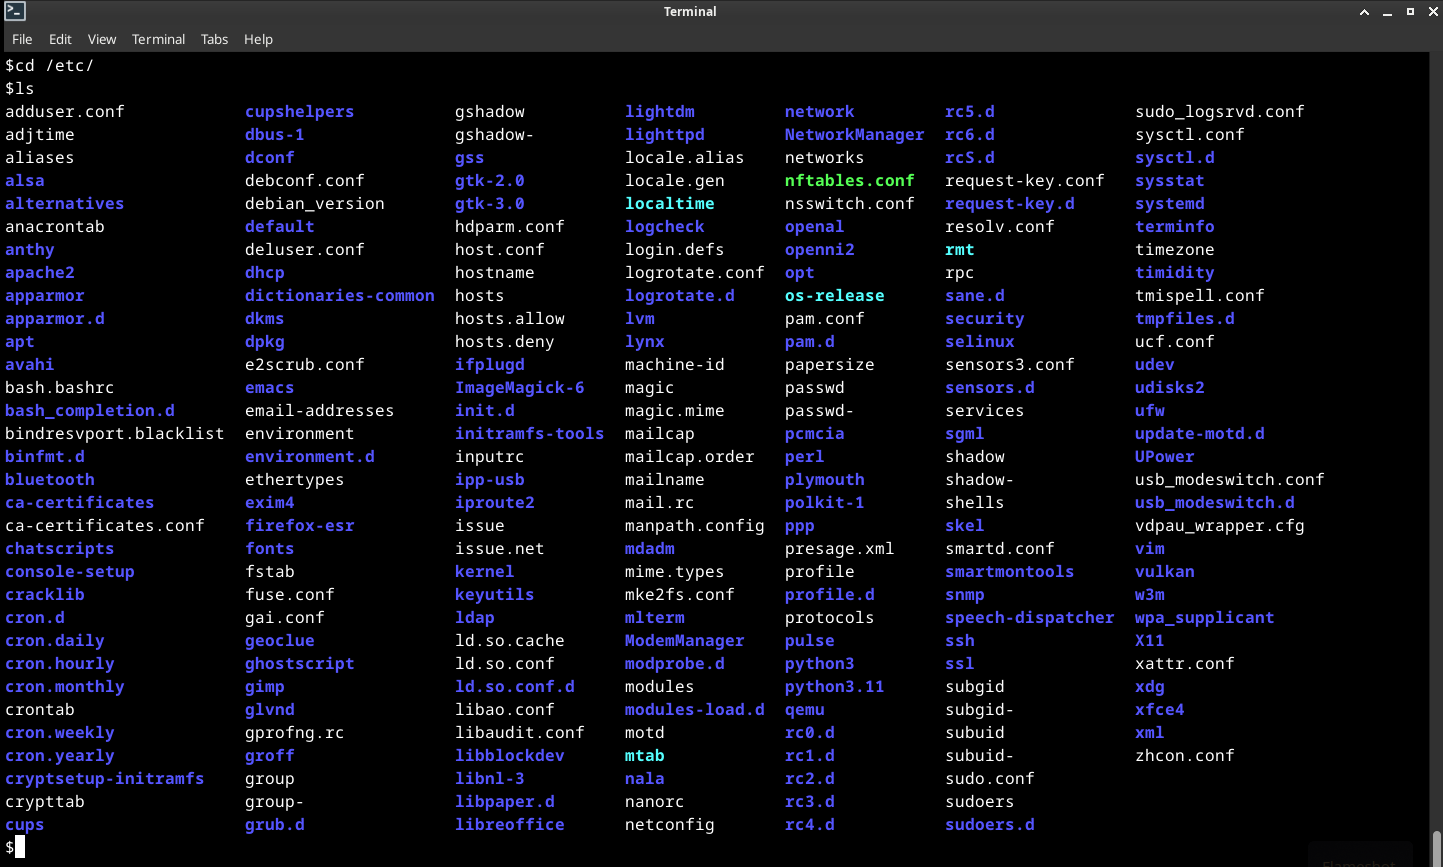 Terminal
File Edit View Terminal Tabs Help
$cd /etc/
$ls
adduser.conf cupshelpers gshadow lightdm network rc5.d sudo_logsrvd.conf
adjtime dbus-1 gshadow- lighttpd NetworkManager rc6.d sysctl.conf
aliases dconf gss locale.alias networks rcS.d sysctl.d
alsa debconf.conf gtk-2.0 locale.gen nftables.conf request-key.conf sysstat
alternatives debian_version gtk-3.0 localtime nsswitch.conf request-key.d systemd
anacrontab default hdparm.conf logcheck openal resolv.conf terminfo
anthy deluser.conf host.conf login.defs openni2 rmt timezone
apache2 dhcp hostname logrotate.conf opt rpc timidity
apparmor dictionaries-common hosts logrotate.d os-release sane.d tmispell.conf
apparmor.d dkms hosts.allow lvm pam.conf security tmpfiles.d
apt dpkg hosts.deny lynx pam.d selinux ucf.conf
avahi e2scrub.conf ifplugd machine-id papersize sensors3.conf udev
bash.bashrc emacs ImageMagick-6 magic passwd sensors.d udisks2
bash_completion.d email-addresses init.d magic.mime passwd- services ufw
bindresvport.blacklist environment initramfs-tools mailcap pcmcia sgml update-motd.d
binfmt.d environment.d inputrc mailcap.order perl shadow UPower
bluetooth ethertypes ipp-usb mailname plymouth shadow- usb_modeswitch.conf
ca-certificates exim4 iproute2 mail.rc polkit-1 shells usb_modeswitch.d
ca-certificates.conf firefox-esr issue manpath.config ppp skel vdpau_wrapper.cfg
chatscripts fonts issue.net mdadm presage.xml smartd.conf vim
console-setup fstab kernel mime.types profile smartmontools vulkan
cracklib fuse.conf keyutils mke2fs.conf profile.d snmp w3m
cron.d gai.conf ldap mlterm protocols speech-dispatcher wpa_supplicant
cron.daily geoclue ld.so.cache ModemManager pulse ssh X11
cron.hourly ghostscript ld.so.conf modprobe.d python3 ssl xattr.conf
cron.monthly gimp ld.so.conf.d modules python3.11 subgid xdg
crontab glvnd libao.conf modules-load.d qemu subgid- xfce4
cron.weekly gprofng.rc libaudit.conf motd rc0.d subuid xml
cron.yearly groff libblockdev mtab rc1.d subuid- zhcon.conf
cryptsetup-initramfs group libnl-3 nala rc2.d sudo.conf
crypttab group- libpaper.d nanorc rc3.d sudoers
cups grub.d libreoffice netconfig rc4.d sudoers.d
$